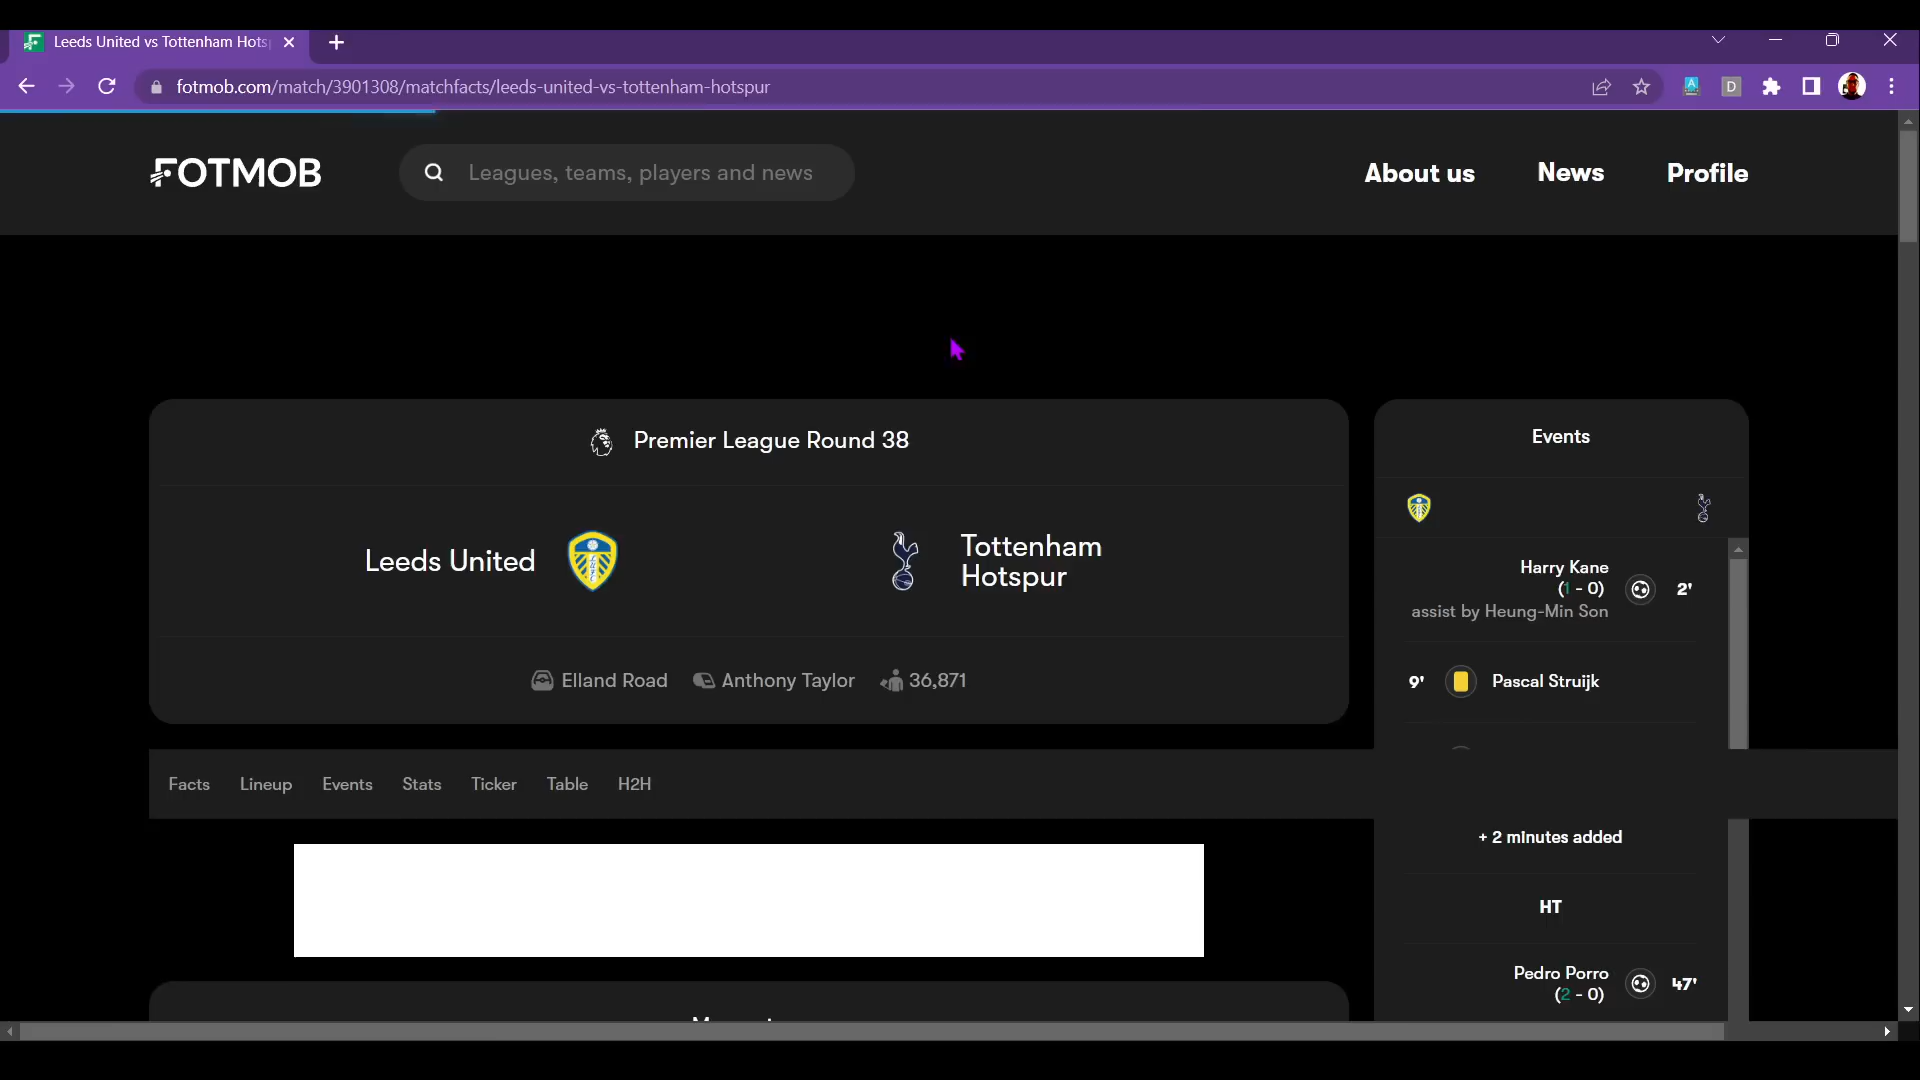 Leeds United vs Tottenham Hots
fotmob.com/match/3901308/matchfacts/leeds-united-vs-tottenham-hotspur
FOTMOB
Leagues, teams, players and news
About us
News
Profile
Premier League Round 38
Leeds United
Tottenham
Hotspur
Elland Road
Anthony Taylor
36,871
Facts
Lineup
Events
Stats
Ticker
Table
H2H
Events
Harry Kane
(1 - 0)
2'
assist by Heung-Min Son
9'
Pascal Struijk
+ 2 minutes added
HT
Pedro Porro
(2 - 0)
47'